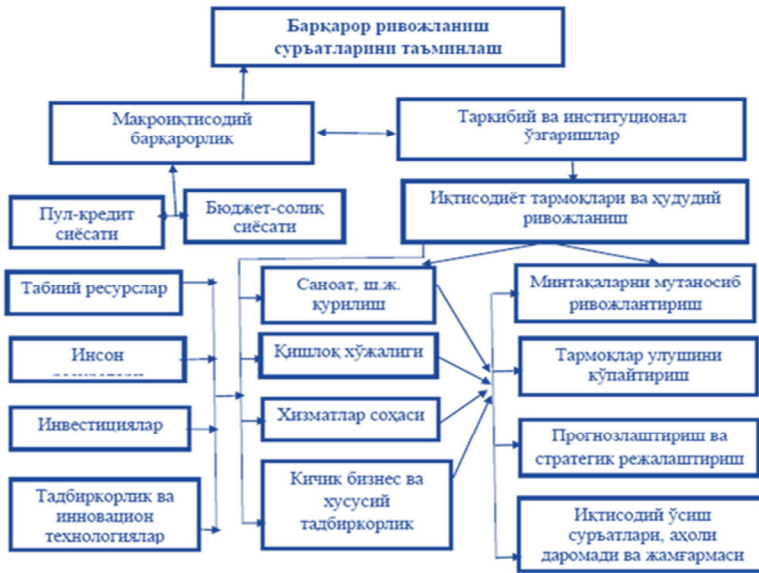 Барқарор ривожланиш
суръатларини таъминлаш
Макроиқтисодий
барқарорлик
Таркибий ва институционал
ўзгаришлар
Пул-кредит
сиёсати
Бюджет-солиқ
сиёсати
Иқтисодиёт тармоқлари ва ҳудудий
ривожланиш
Табиий ресурслар
Инсон
Инвестициялар
Тадбиркорлик ва
инновацион
технологиялар
Саноат, ш.ж.
қурилиш
Қишлоқ хўжалиги
Хизматлар соҳаси
Кичик бизнес ва
хусусий
тадбиркорлик
Минтақаларни мутаносиб
ривожлантириш
Тармоқлар улушини
кўпайтириш
Прогнозлаштириш ва
стратегик режалаштириш
Иқтисодий ўсиш
суръатлари, аҳоли
даромади ва жамғармаси